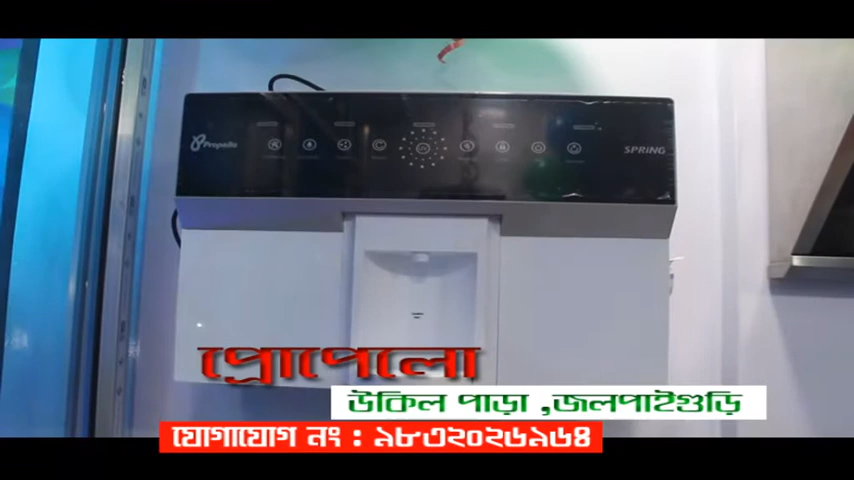 Propello
SPRiNG
প্রোপেলো
উকিল পাড়া ,জলপাইগুড়ি
যোগাযোগ নং : ৯৮৩২০২৬৯৬৪